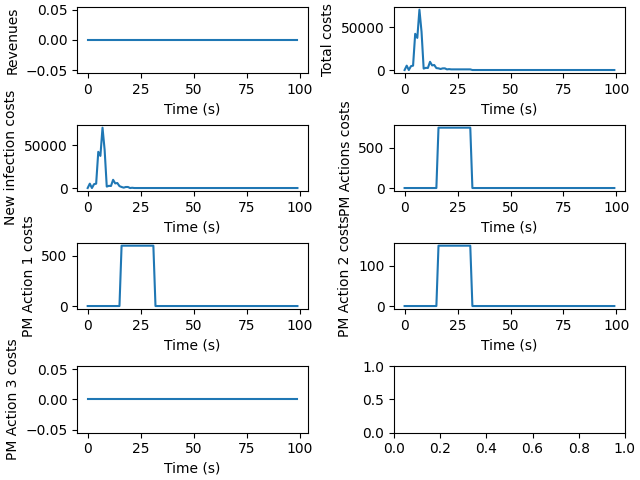 Revenues
0.05
0.00
−0.05
0 25 50 75 100
Time (s)
Total costs
50000
0
0 25 50 75 100
Time (s)
New infection costs
50000
0
0 25 50 75 100
Time (s)
PM Actions costs
500
0
0 25 50 75 100
Time (s)
PM Action 1 costs
500
0
0 25 50 75 100
Time (s)
PM Action 2 costs
100
0
0 25 50 75 100
Time (s)
PM Action 3 costs
0.05
0.00
−0.05
0 25 50 75 100
Time (s)
1.0
0.5
0.0
0.0 0.2 0.4 0.6 0.8 1.0